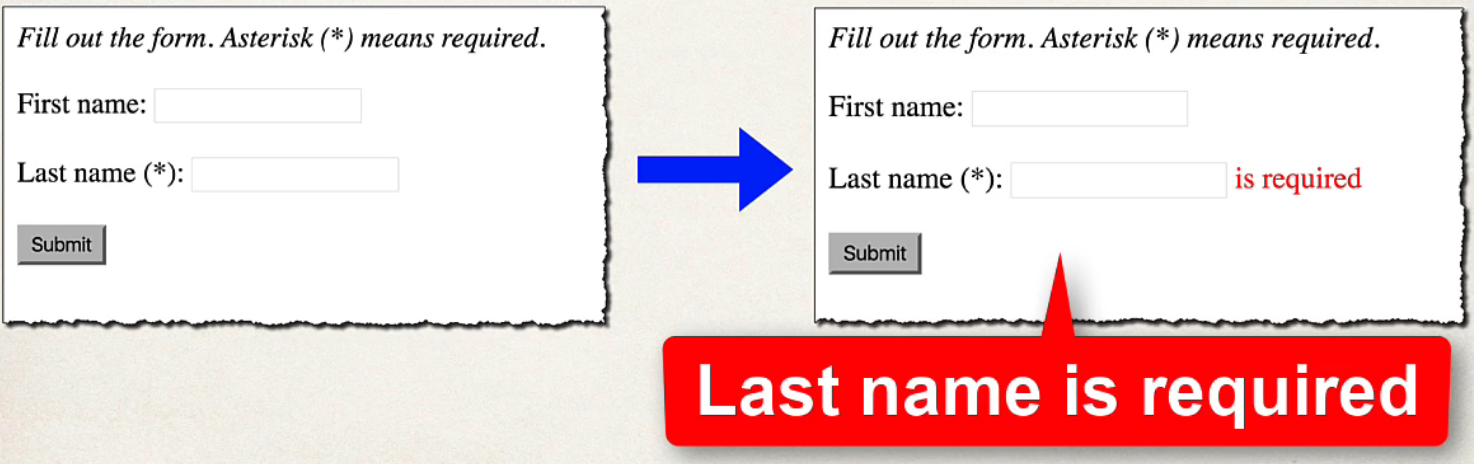 Fill out the form. Asterisk (*) means required.
First name:
Last name (*):
Submit
Fill out the form. Asterisk (*) means required.
First name:
Last name (*): is required
Submit
Last name is required